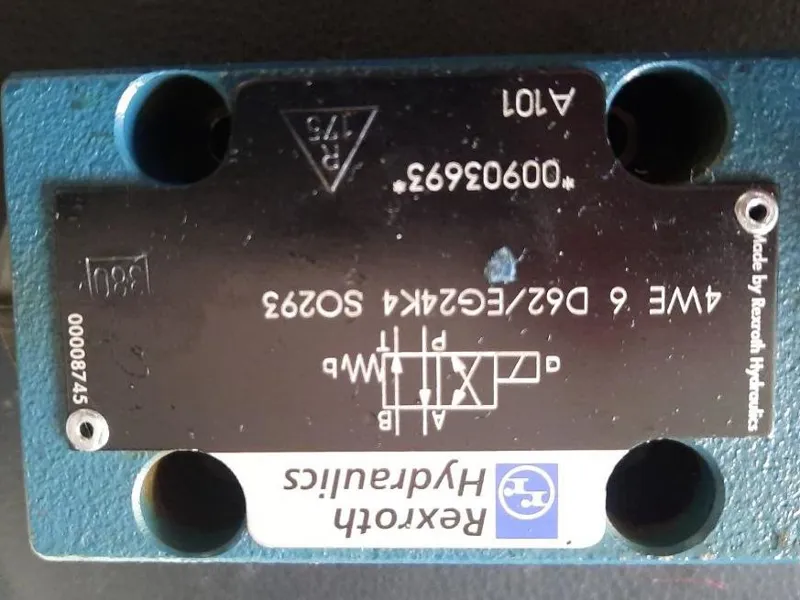 Rexroth
Hydraulics
A B
a b
P T
4WE 6 D62/EG24K4 SO293
*00903693*
R
175
A101
380
00008745
Made by Rexroth Hydraulics